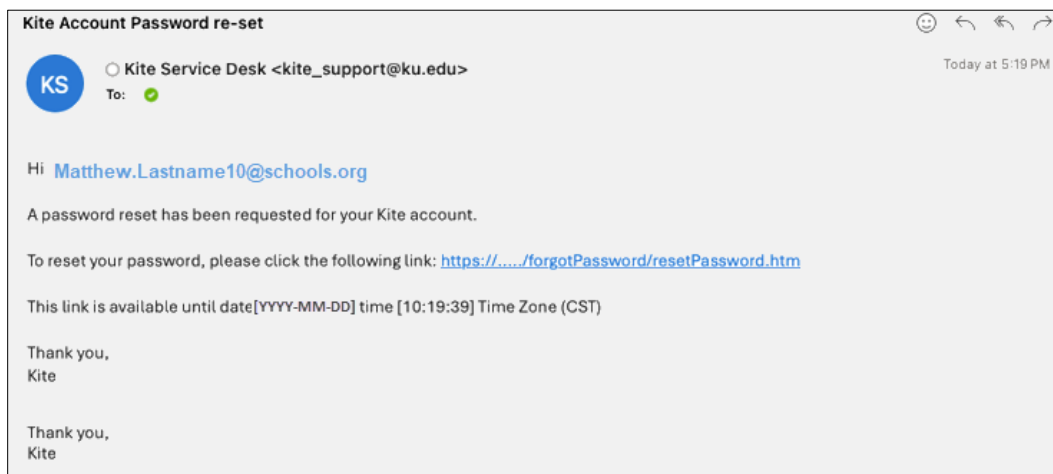 Kite Account Password re-set
KS
Kite Service Desk <kite_support@ku.edu>
Today at 5:19 PM
To:
Hi Matthew.Lastname10@schools.org
A password reset has been requested for your Kite account.
To reset your password, please click the following link: https://...../forgotPassword/resetPassword.htm
This link is available until date[YYYY-MM-DD] time [10:19:39] Time Zone (CST)
Thank you,
Kite
Thank you,
Kite